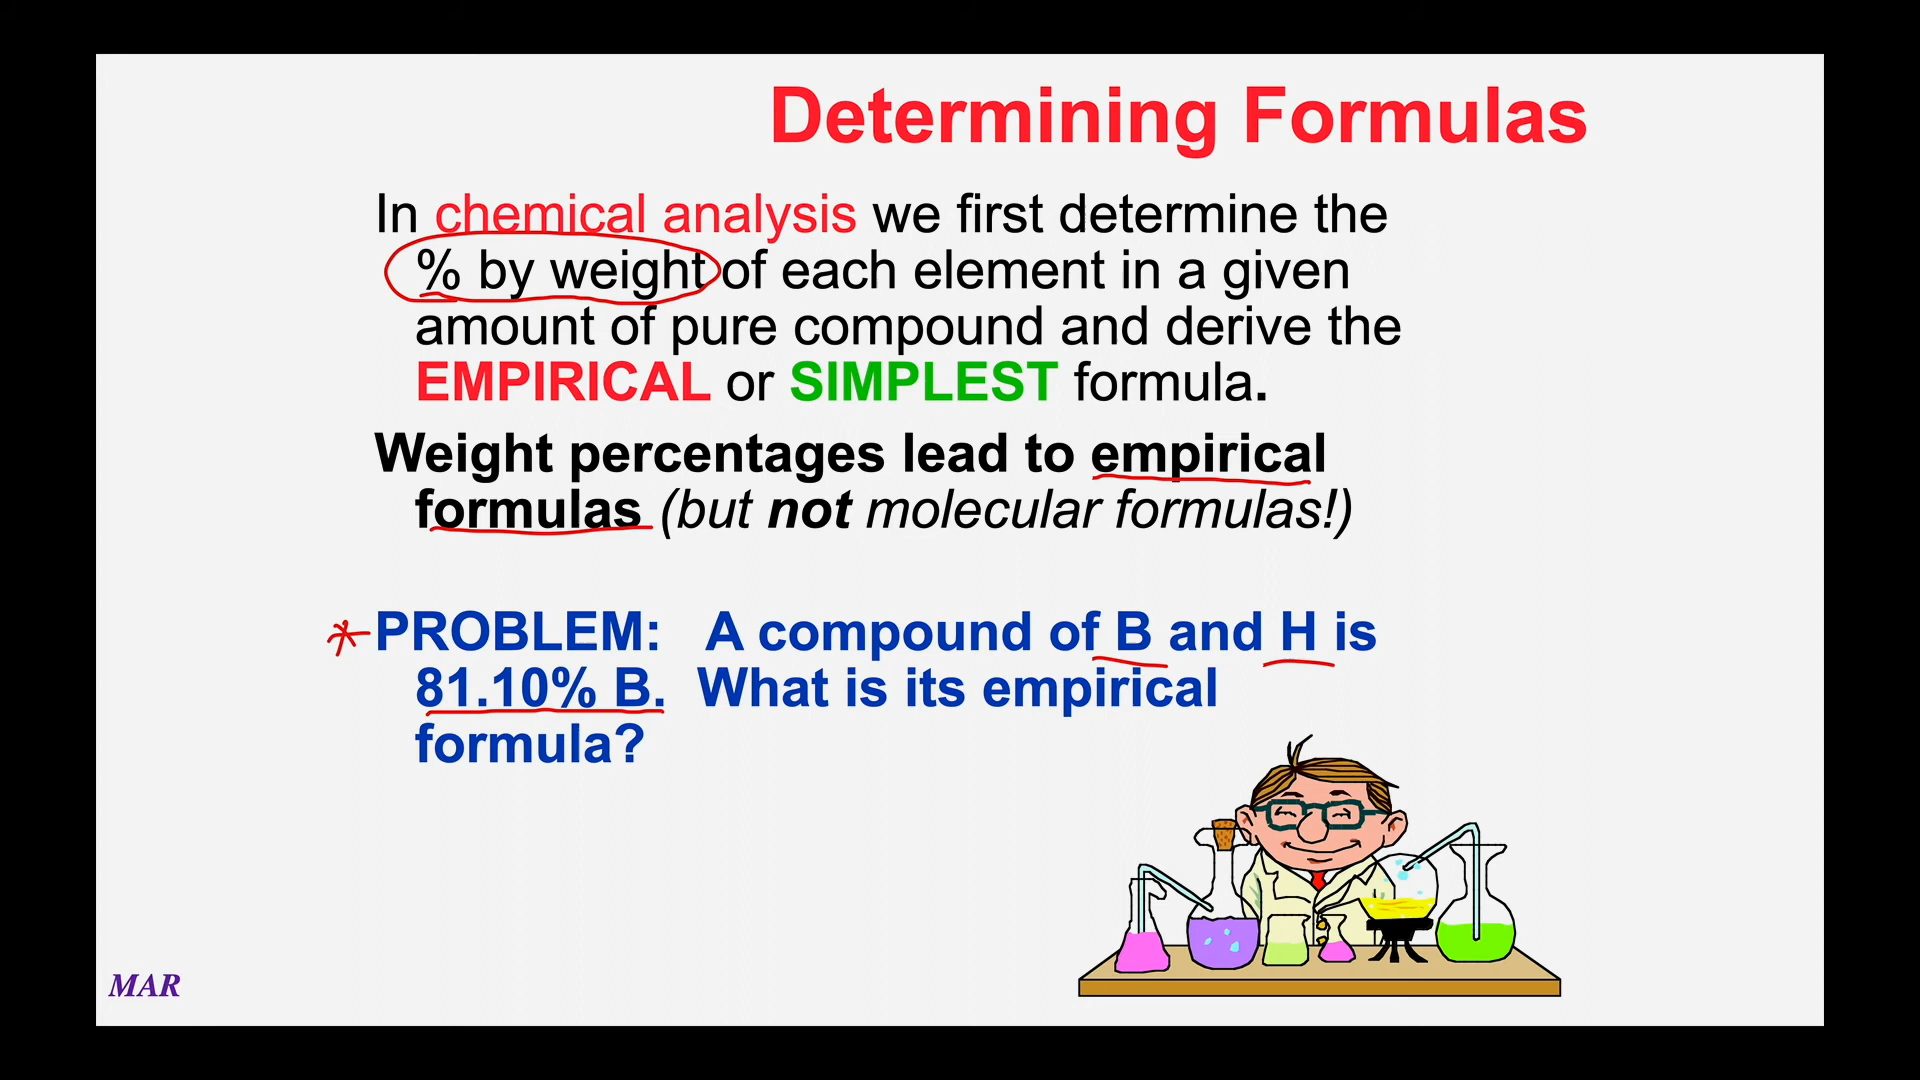 Determining Formulas
In chemical analysis we first determine the
% by weight of each element in a given
amount of pure compound and derive the
EMPIRICAL or SIMPLEST formula.
Weight percentages lead to empirical
formulas (but not molecular formulas!)
*PROBLEM: A compound of B and H is
81.10% B. What is its empirical
formula?
MAR